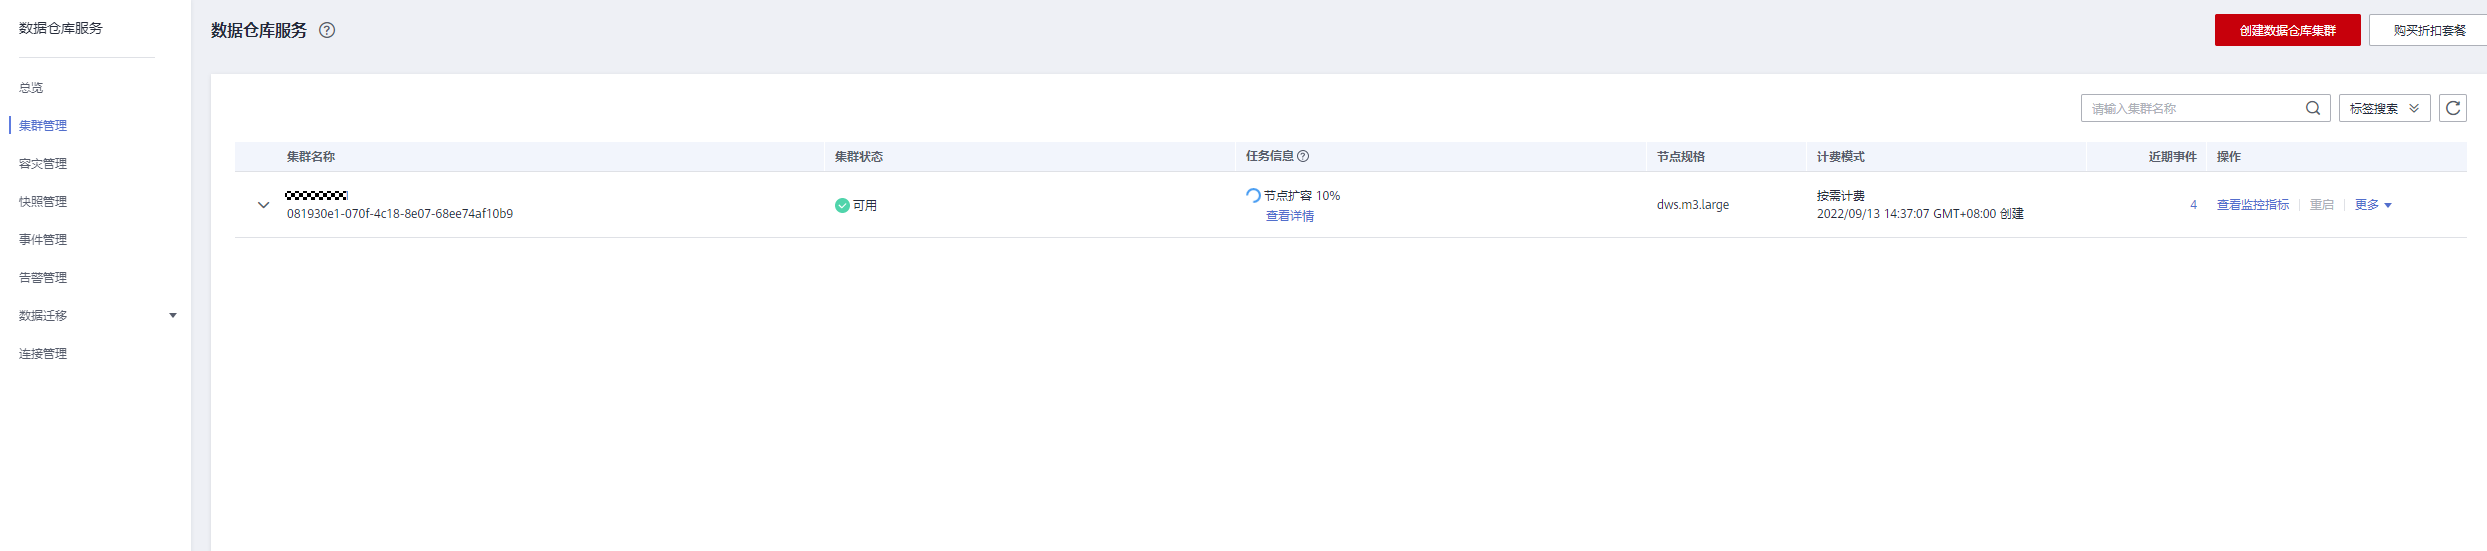 数据仓库服务
总览
集群管理
容灾管理
快照管理
事件管理
告警管理
数据迁移
连接管理
数据仓库服务 ?
创建数据仓库集群
购买折扣套餐
请输入集群名称
标签搜索
集群名称 集群状态 任务信息 ? 节点规格 计费模式 近期事件 操作
081930e1-070f-4c18-8e07-68ee74af10b9
可用
节点扩容 10%
查看详情
dws.m3.large
按需计费
2022/09/13 14:37:07 GMT+08:00 创建
4
查看监控指标 | 重启 | 更多